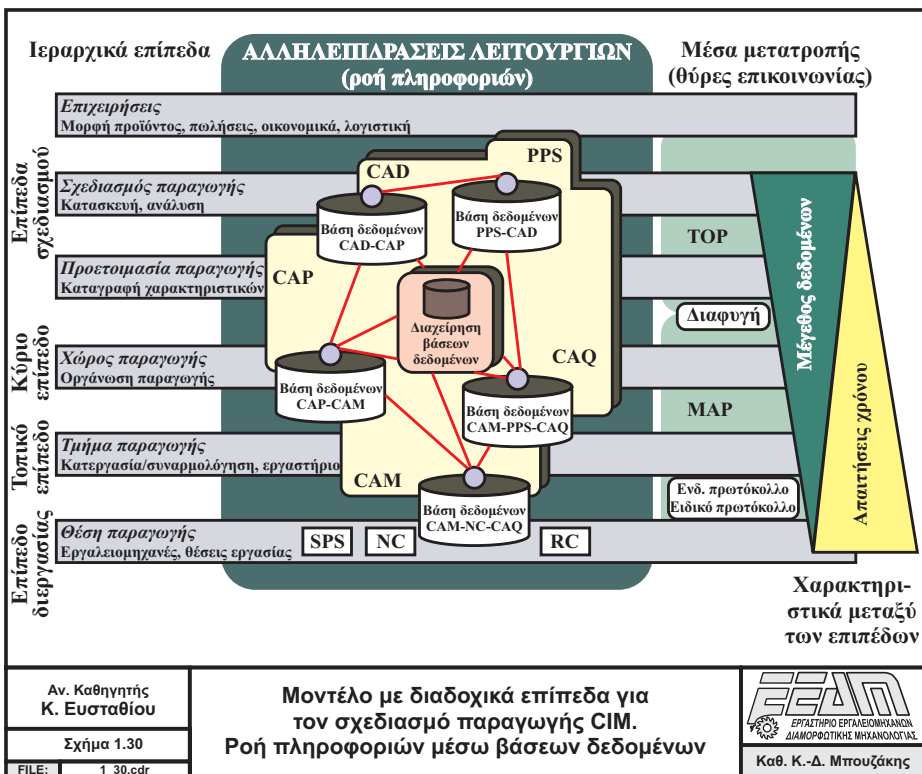 Ιεραρχικά επίπεδα
ΑΛΛΗΛΕΠΙΔΡΑΣΕΙΣ ΛΕΙΤΟΥΡΓΙΩΝ
(ροή πληροφοριών)
Μέσα μετατροπής
(θύρες επικοινωνίας)
Επιχειρήσεις
Μορφή προϊόντος, πωλήσεις, οικονομικά, λογιστική
Επίπεδα
σχεδιασμού
Σχεδιασμός παραγωγής
Κατασκευή, ανάλυση
Προετοιμασία παραγωγής
Καταγραφή χαρακτηριστικών
Κύριο
επίπεδο
Χώρος παραγωγής
Οργάνωση παραγωγής
Τοπικό
επίπεδο
Τμήμα παραγωγής
Κατεργασία/συναρμολόγηση, εργαστήριο
Επίπεδο
διεργασίας
Θέση παραγωγής
Εργαλειομηχανές, θέσεις εργασίας
PPS
CAD
Βάση δεδομένων
CAD-CAP
Βάση δεδομένων
PPS-CAD
CAP
Διαχείρηση
βάσεων
δεδομένων
CAQ
Βάση δεδομένων
CAP-CAM
Βάση δεδομένων
CAM-PPS-CAQ
CAM
Βάση δεδομένων
CAM-NC-CAQ
SPS
NC
RC
TOP
Διαφυγή
MAP
Ενδ. πρωτόκολλο
Ειδικό πρωτόκολλο
Μέγεθος δεδομένων
Απαιτήσεις χρόνου
Χαρακτηρι-
στικά μεταξύ
των επιπέδων
Αν. Καθηγητής
Κ. Ευσταθίου
Σχήμα 1.30
FILE:
1_30.cdr
Μοντέλο με διαδοχικά επίπεδα για
τον σχεδιασμό παραγωγής CIM.
Ροή πληροφοριών μέσω βάσεων δεδομένων
ΕΕΔΜ
ΕΡΓΑΣΤΗΡΙΟ ΕΡΓΑΛΕΙΟΜΗΧΑΝΩΝ
ΔΙΑΜΟΡΦΩΤΙΚΗΣ ΜΗΧΑΝΟΛΟΓΙΑΣ
Καθ. Κ.-Δ. Μπουζάκης